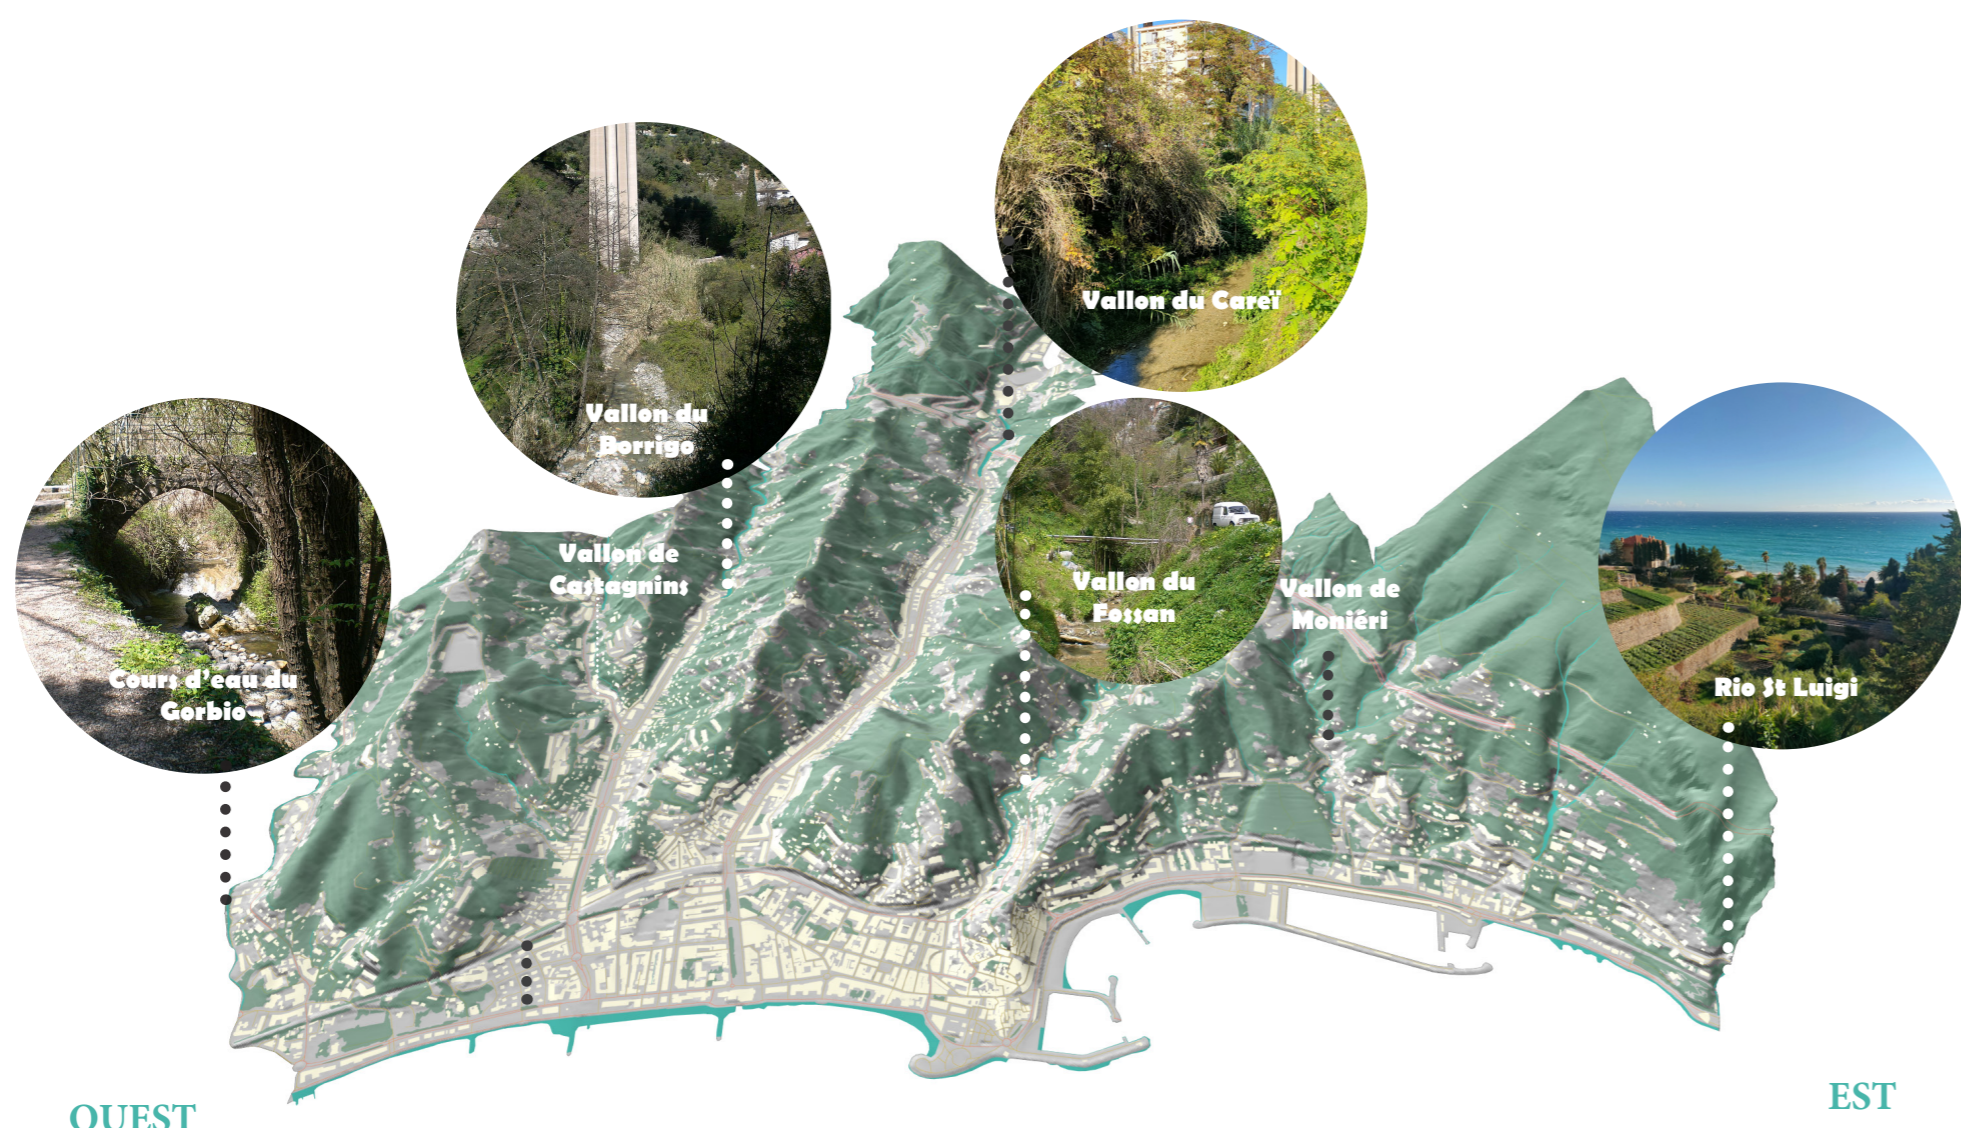 Vallon du Careï
Vallon du
Borrigo
Vallon de
Castagnins
Vallon du
Fossan
Vallon de
Moniéri
Cours d'eau du
Gorbio
Rio St Luigi
OUEST
EST